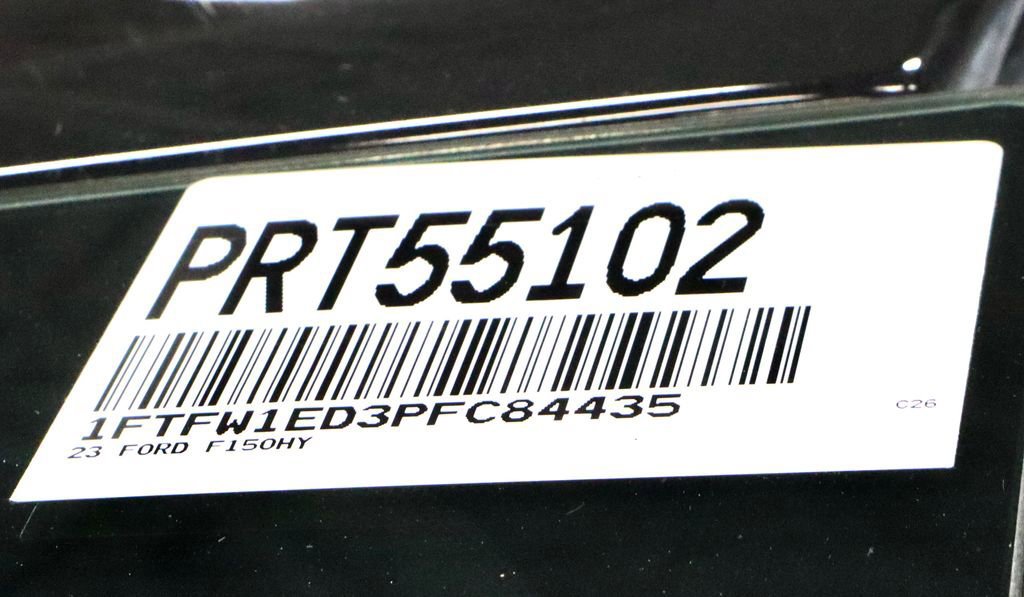 PRT55102
1FTFW1ED3PFC84435
C26
23 FORD F150HY